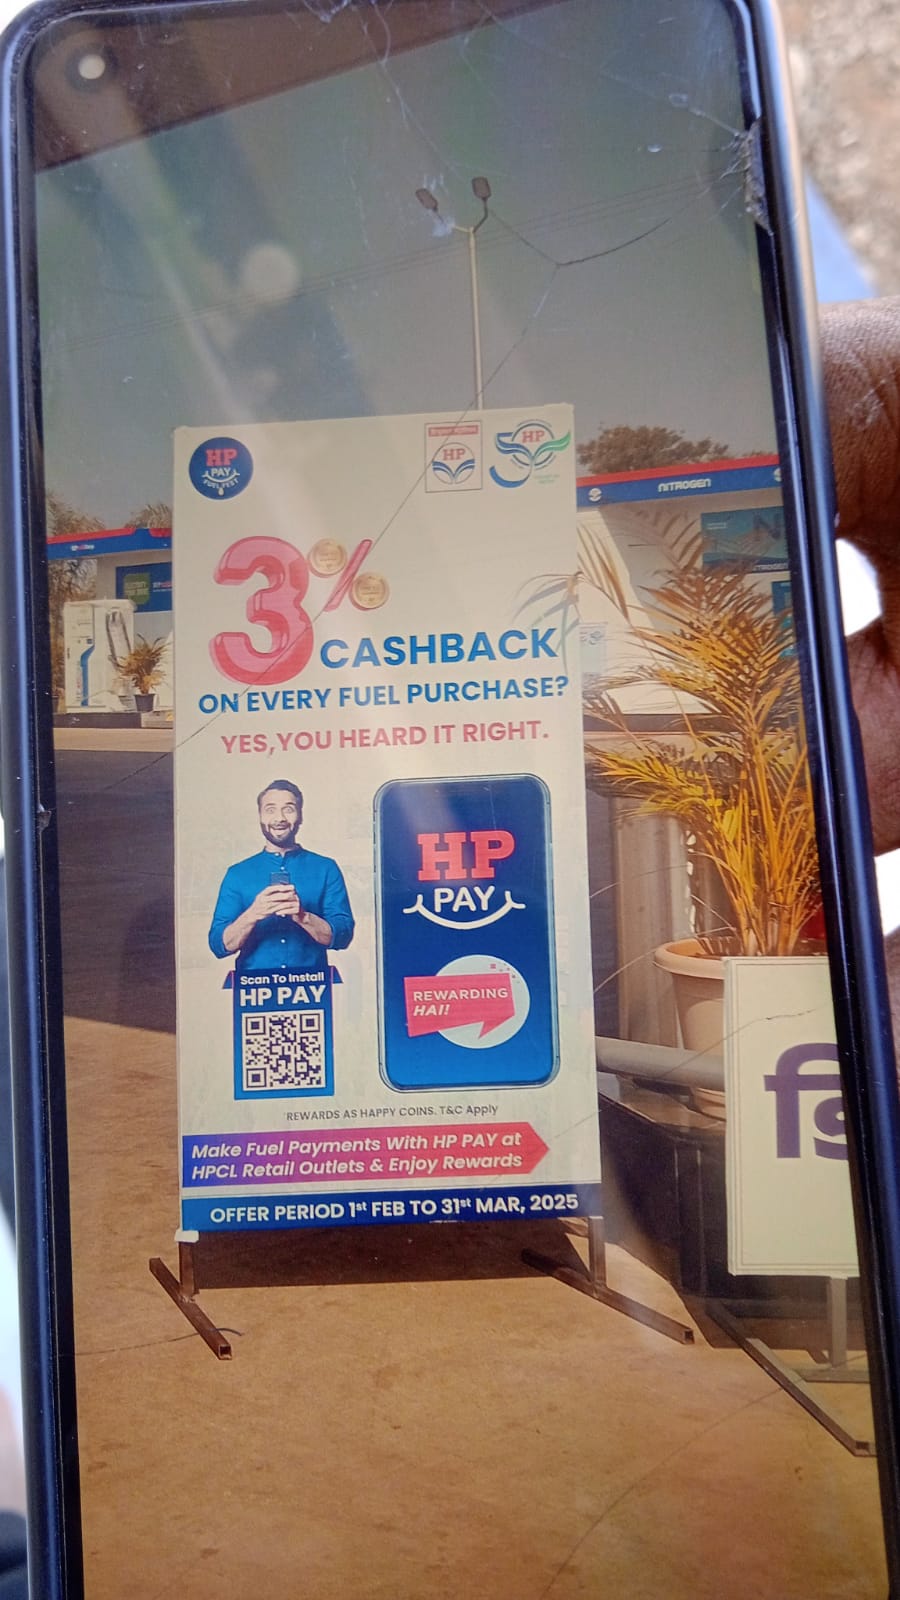 HP
PAY
FUEL FEST
HP
HP
3%
CASHBACK
ON EVERY FUEL PURCHASE?
YES,YOU HEARD IT RIGHT.
Scan To Install
HP PAY
HP
PAY
REWARDING
HAI!
REWARDS AS HAPPY COINS. T&C Apply
Make Fuel Payments With HP PAY at
HPCL Retail Outlets & Enjoy Rewards
OFFER PERIOD 1st FEB TO 31st MAR, 2025
NITROGEN